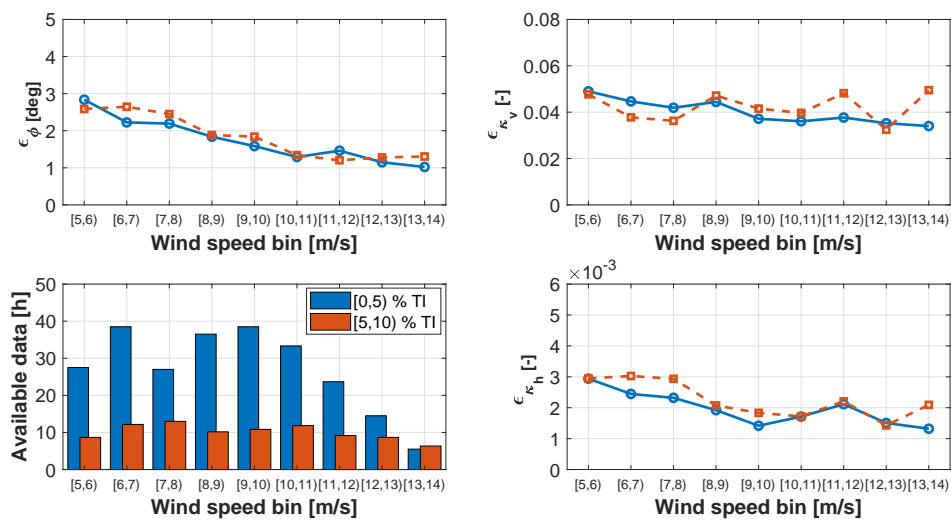 5
4
3
2
1
0
ϵ_ϕ [deg]
[5,6) [6,7) [7,8) [8,9) [9,10) [10,11) [11,12) [12,13) [13,14)
Wind speed bin [m/s]
0.08
0.06
0.04
0.02
0
ϵ_κ_v [-]
[5,6) [6,7) [7,8) [8,9) [9,10) [10,11) [11,12) [12,13) [13,14)
Wind speed bin [m/s]
50
40
30
20
10
0
Available data [h]
[0,5) % TI
[5,10) % TI
[5,6) [6,7) [7,8) [8,9) [9,10) [10,11) [11,12) [12,13) [13,14)
Wind speed bin [m/s]
×10⁻³
6
5
4
3
2
1
0
ϵ_κ_h [-]
[5,6) [6,7) [7,8) [8,9) [9,10) [10,11) [11,12) [12,13) [13,14)
Wind speed bin [m/s]